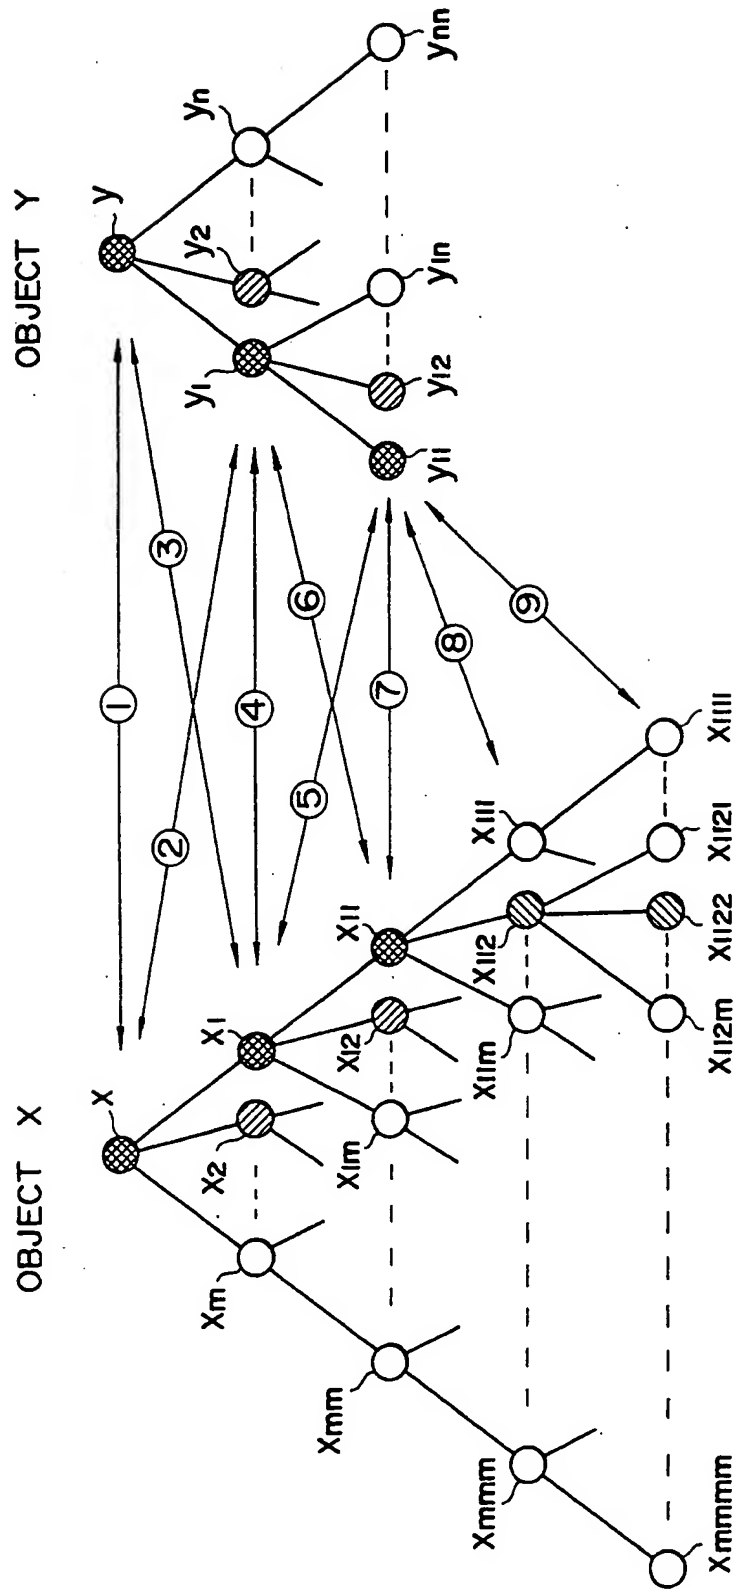 OBJECT X
OBJECT Y
x
y
①
②
③
xm
x2
x1
y1
y2
yn
④
⑤
⑥
xmm
x1m
x12
x11
y11
y12
y1n
ynn
⑦
⑧
⑨
xmmm
x11m
x112
x111
xmmmm
x112m
x1122
x1121
x1111